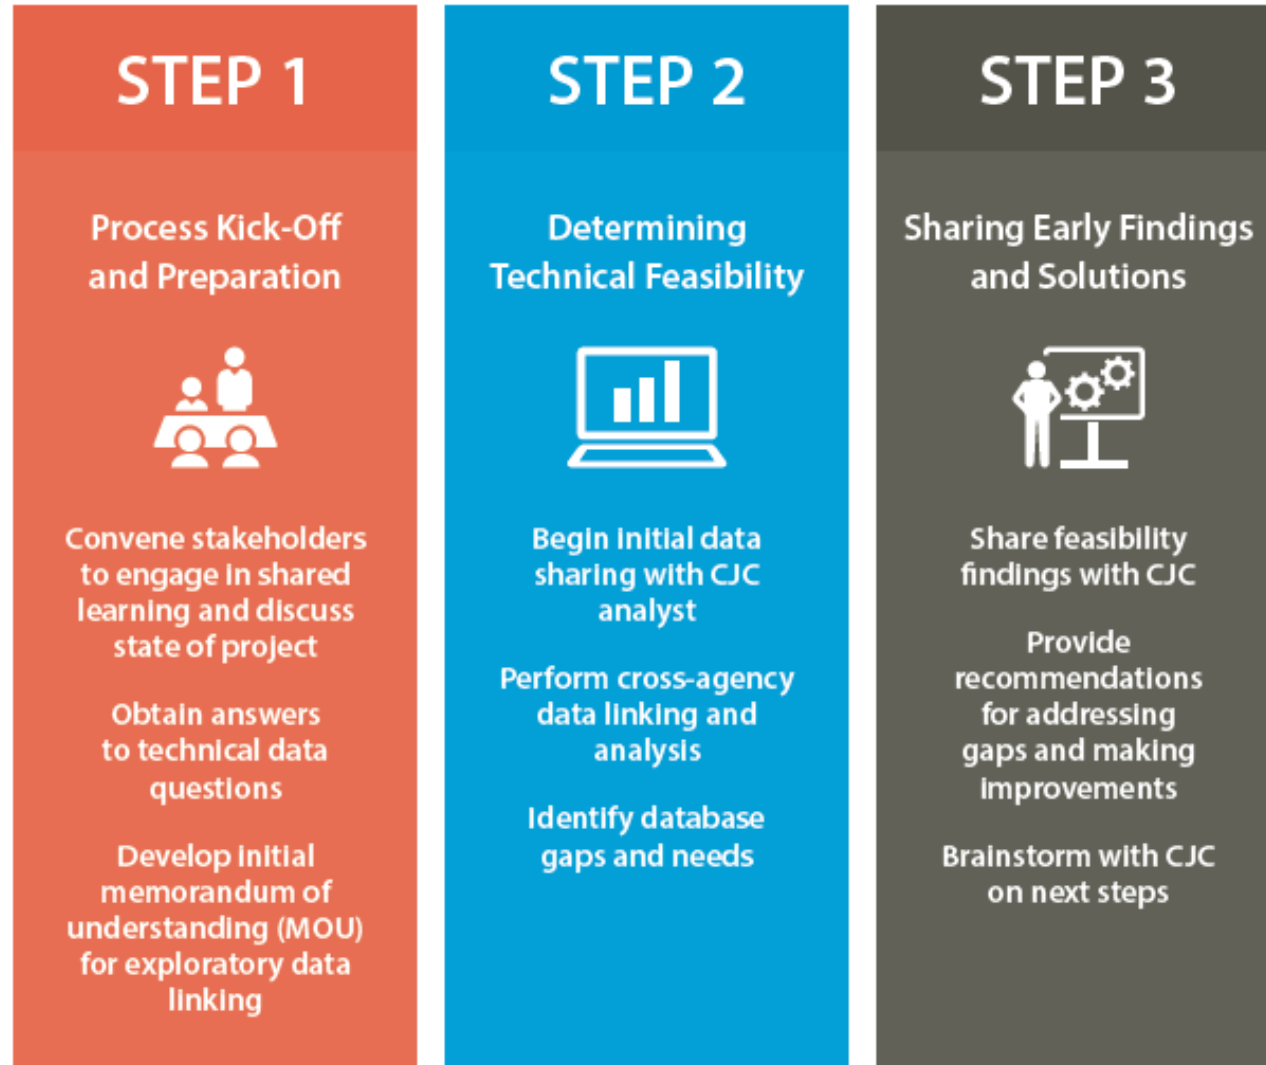 STEP 1
Process Kick-Off
and Preparation
Convene stakeholders
to engage in shared
learning and discuss
state of project
Obtain answers
to technical data
questions
Develop initial
memorandum of
understanding (MOU)
for exploratory data
linking
STEP 2
Determining
Technical Feasibility
Begin initial data
sharing with CJC
analyst
Perform cross-agency
data linking and
analysis
Identify database
gaps and needs
STEP 3
Sharing Early Findings
and Solutions
Share feasibility
findings with CJC
Provide
recommendations
for addressing
gaps and making
improvements
Brainstorm with CJC
on next steps